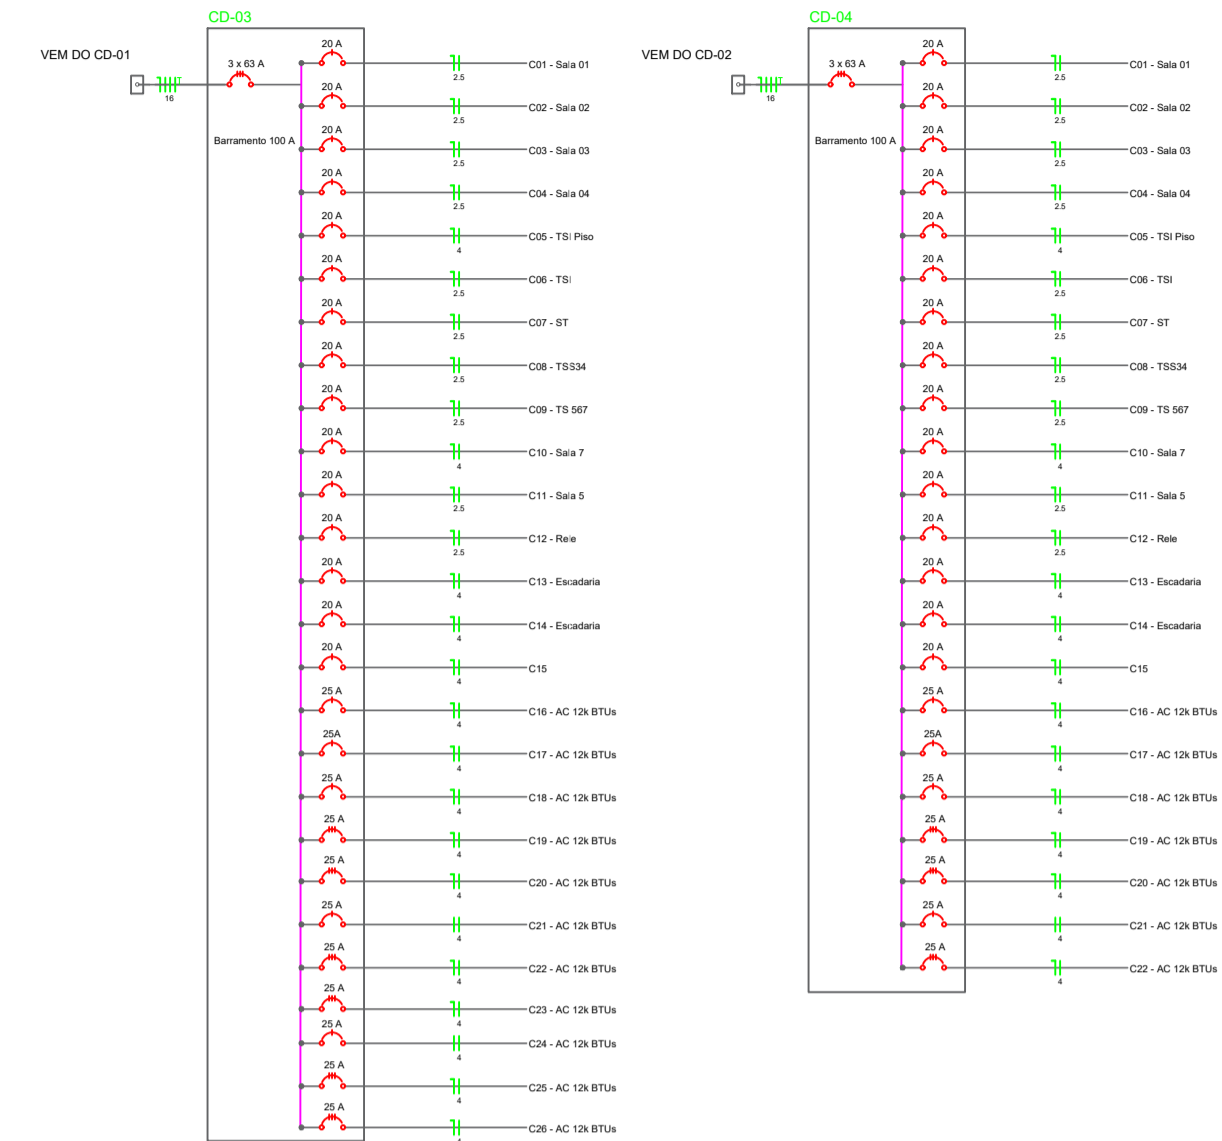 CD-03
VEM DO CD-01
16
T
3 x 63 A
Barramento 100 A
20 A
2.5
C01 - Sala 01
20 A
2.5
C02 - Sala 02
20 A
2.5
C03 - Sala 03
20 A
2.5
C04 - Sala 04
20 A
4
C05 - TSI Piso
20 A
2.5
C06 - TSI
20 A
2.5
C07 - ST
20 A
2.5
C08 - TSS34
20 A
2.5
C09 - TS 567
20 A
4
C10 - Sala 7
20 A
2.5
C11 - Sala 5
20 A
2.5
C12 - Rele
20 A
4
C13 - Escadaria
20 A
4
C14 - Escadaria
20 A
4
C15
25 A
4
C16 - AC 12k BTUs
25A
4
C17 - AC 12k BTUs
25 A
4
C18 - AC 12k BTUs
25 A
4
C19 - AC 12k BTUs
25 A
4
C20 - AC 12k BTUs
25 A
4
C21 - AC 12k BTUs
25 A
4
C22 - AC 12k BTUs
25 A
4
C23 - AC 12k BTUs
25 A
4
C24 - AC 12k BTUs
25 A
4
C25 - AC 12k BTUs
25 A
4
C26 - AC 12k BTUs
CD-04
VEM DO CD-02
16
T
3 x 63 A
Barramento 100 A
20 A
2.5
C01 - Sala 01
20 A
2.5
C02 - Sala 02
20 A
2.5
C03 - Sala 03
20 A
2.5
C04 - Sala 04
20 A
4
C05 - TSI Piso
20 A
2.5
C06 - TSI
20 A
2.5
C07 - ST
20 A
2.5
C08 - TSS34
20 A
2.5
C09 - TS 567
20 A
4
C10 - Sala 7
20 A
2.5
C11 - Sala 5
20 A
2.5
C12 - Rele
20 A
4
C13 - Escadaria
20 A
4
C14 - Escadaria
20 A
4
C15
25 A
4
C16 - AC 12k BTUs
25A
4
C17 - AC 12k BTUs
25 A
4
C18 - AC 12k BTUs
25 A
4
C19 - AC 12k BTUs
25 A
4
C20 - AC 12k BTUs
25 A
4
C21 - AC 12k BTUs
25 A
4
C22 - AC 12k BTUs